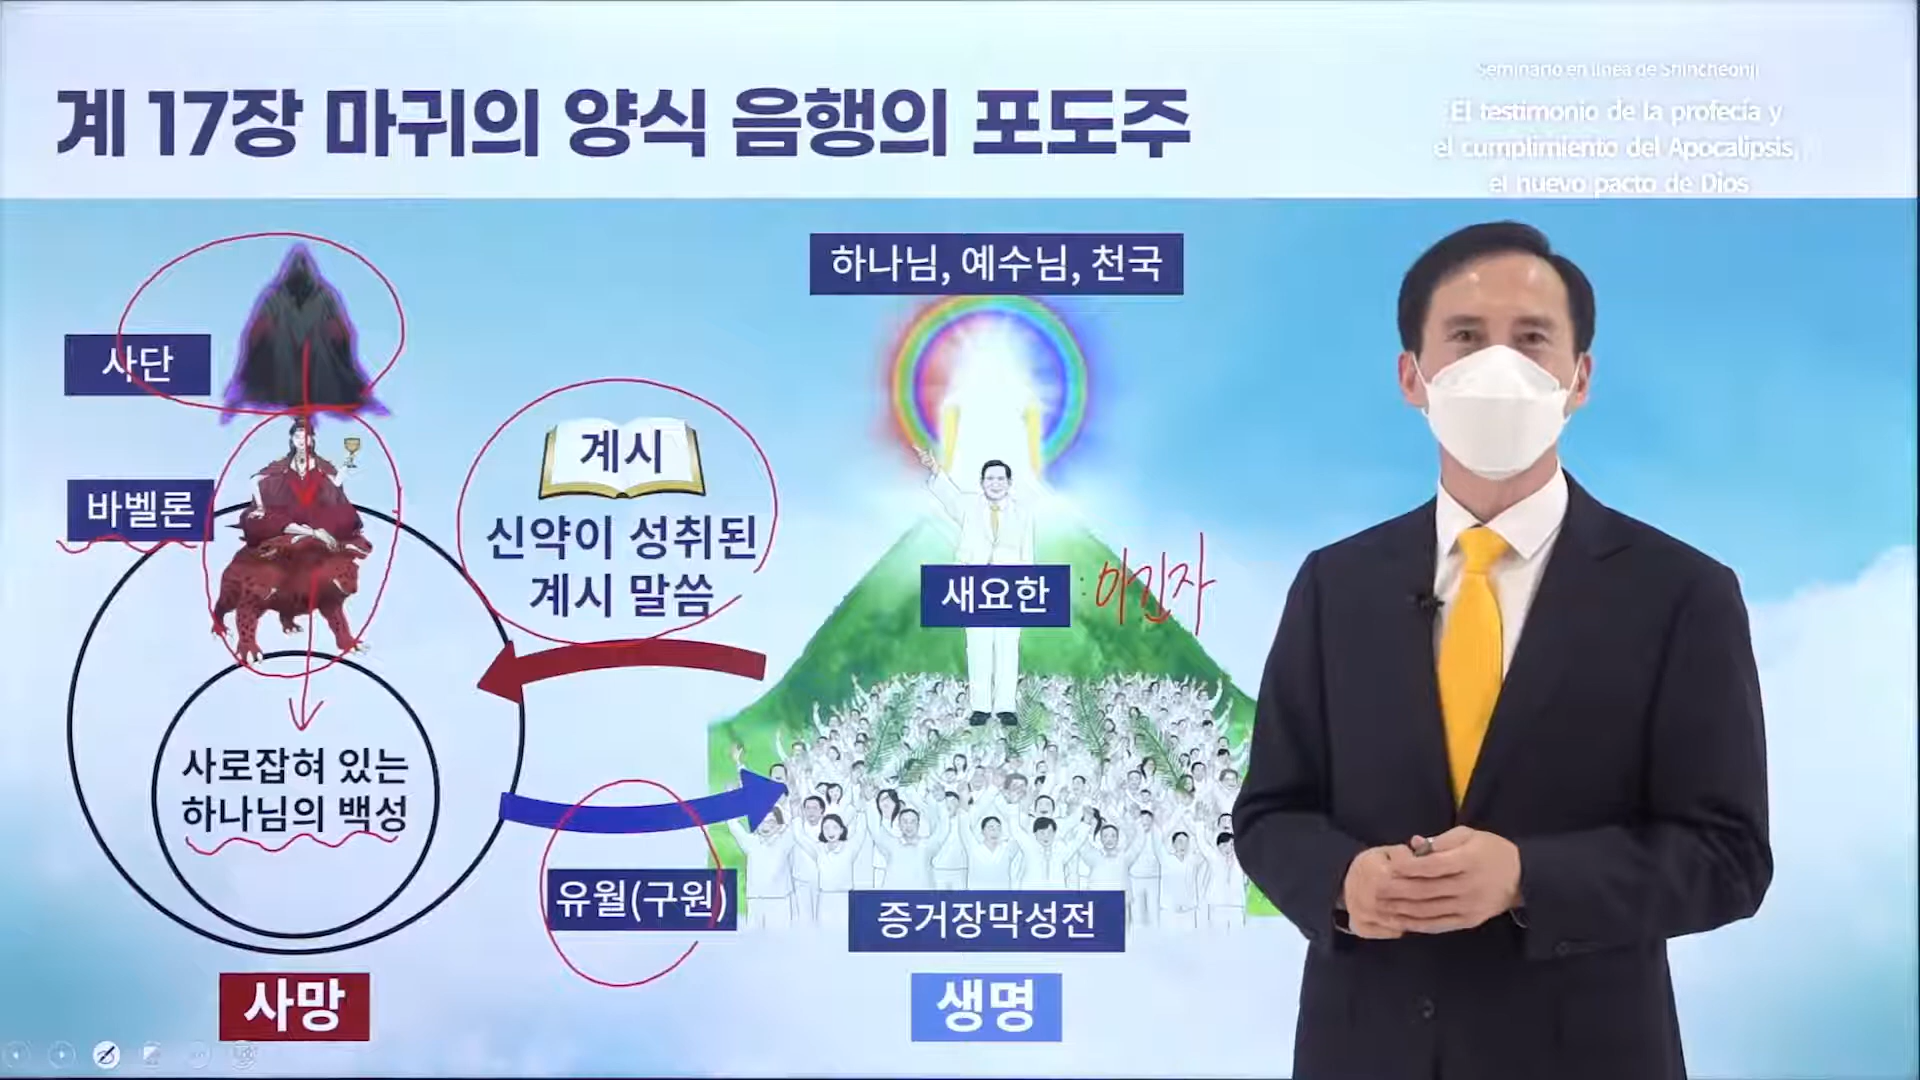 계 17장 마귀의 양식 음행의 포도주
Seminario en línea de Shincheonji
El testimonio de la profecía y
el cumplimiento del Apocalipsis,
el nuevo pacto de Dios
사단
바벨론
사로잡혀 있는
하나님의 백성
사망
계시
신약이 성취된
계시 말씀
유월(구원)
하나님, 예수님, 천국
새요한 : 이긴자
증거장막성전
생명